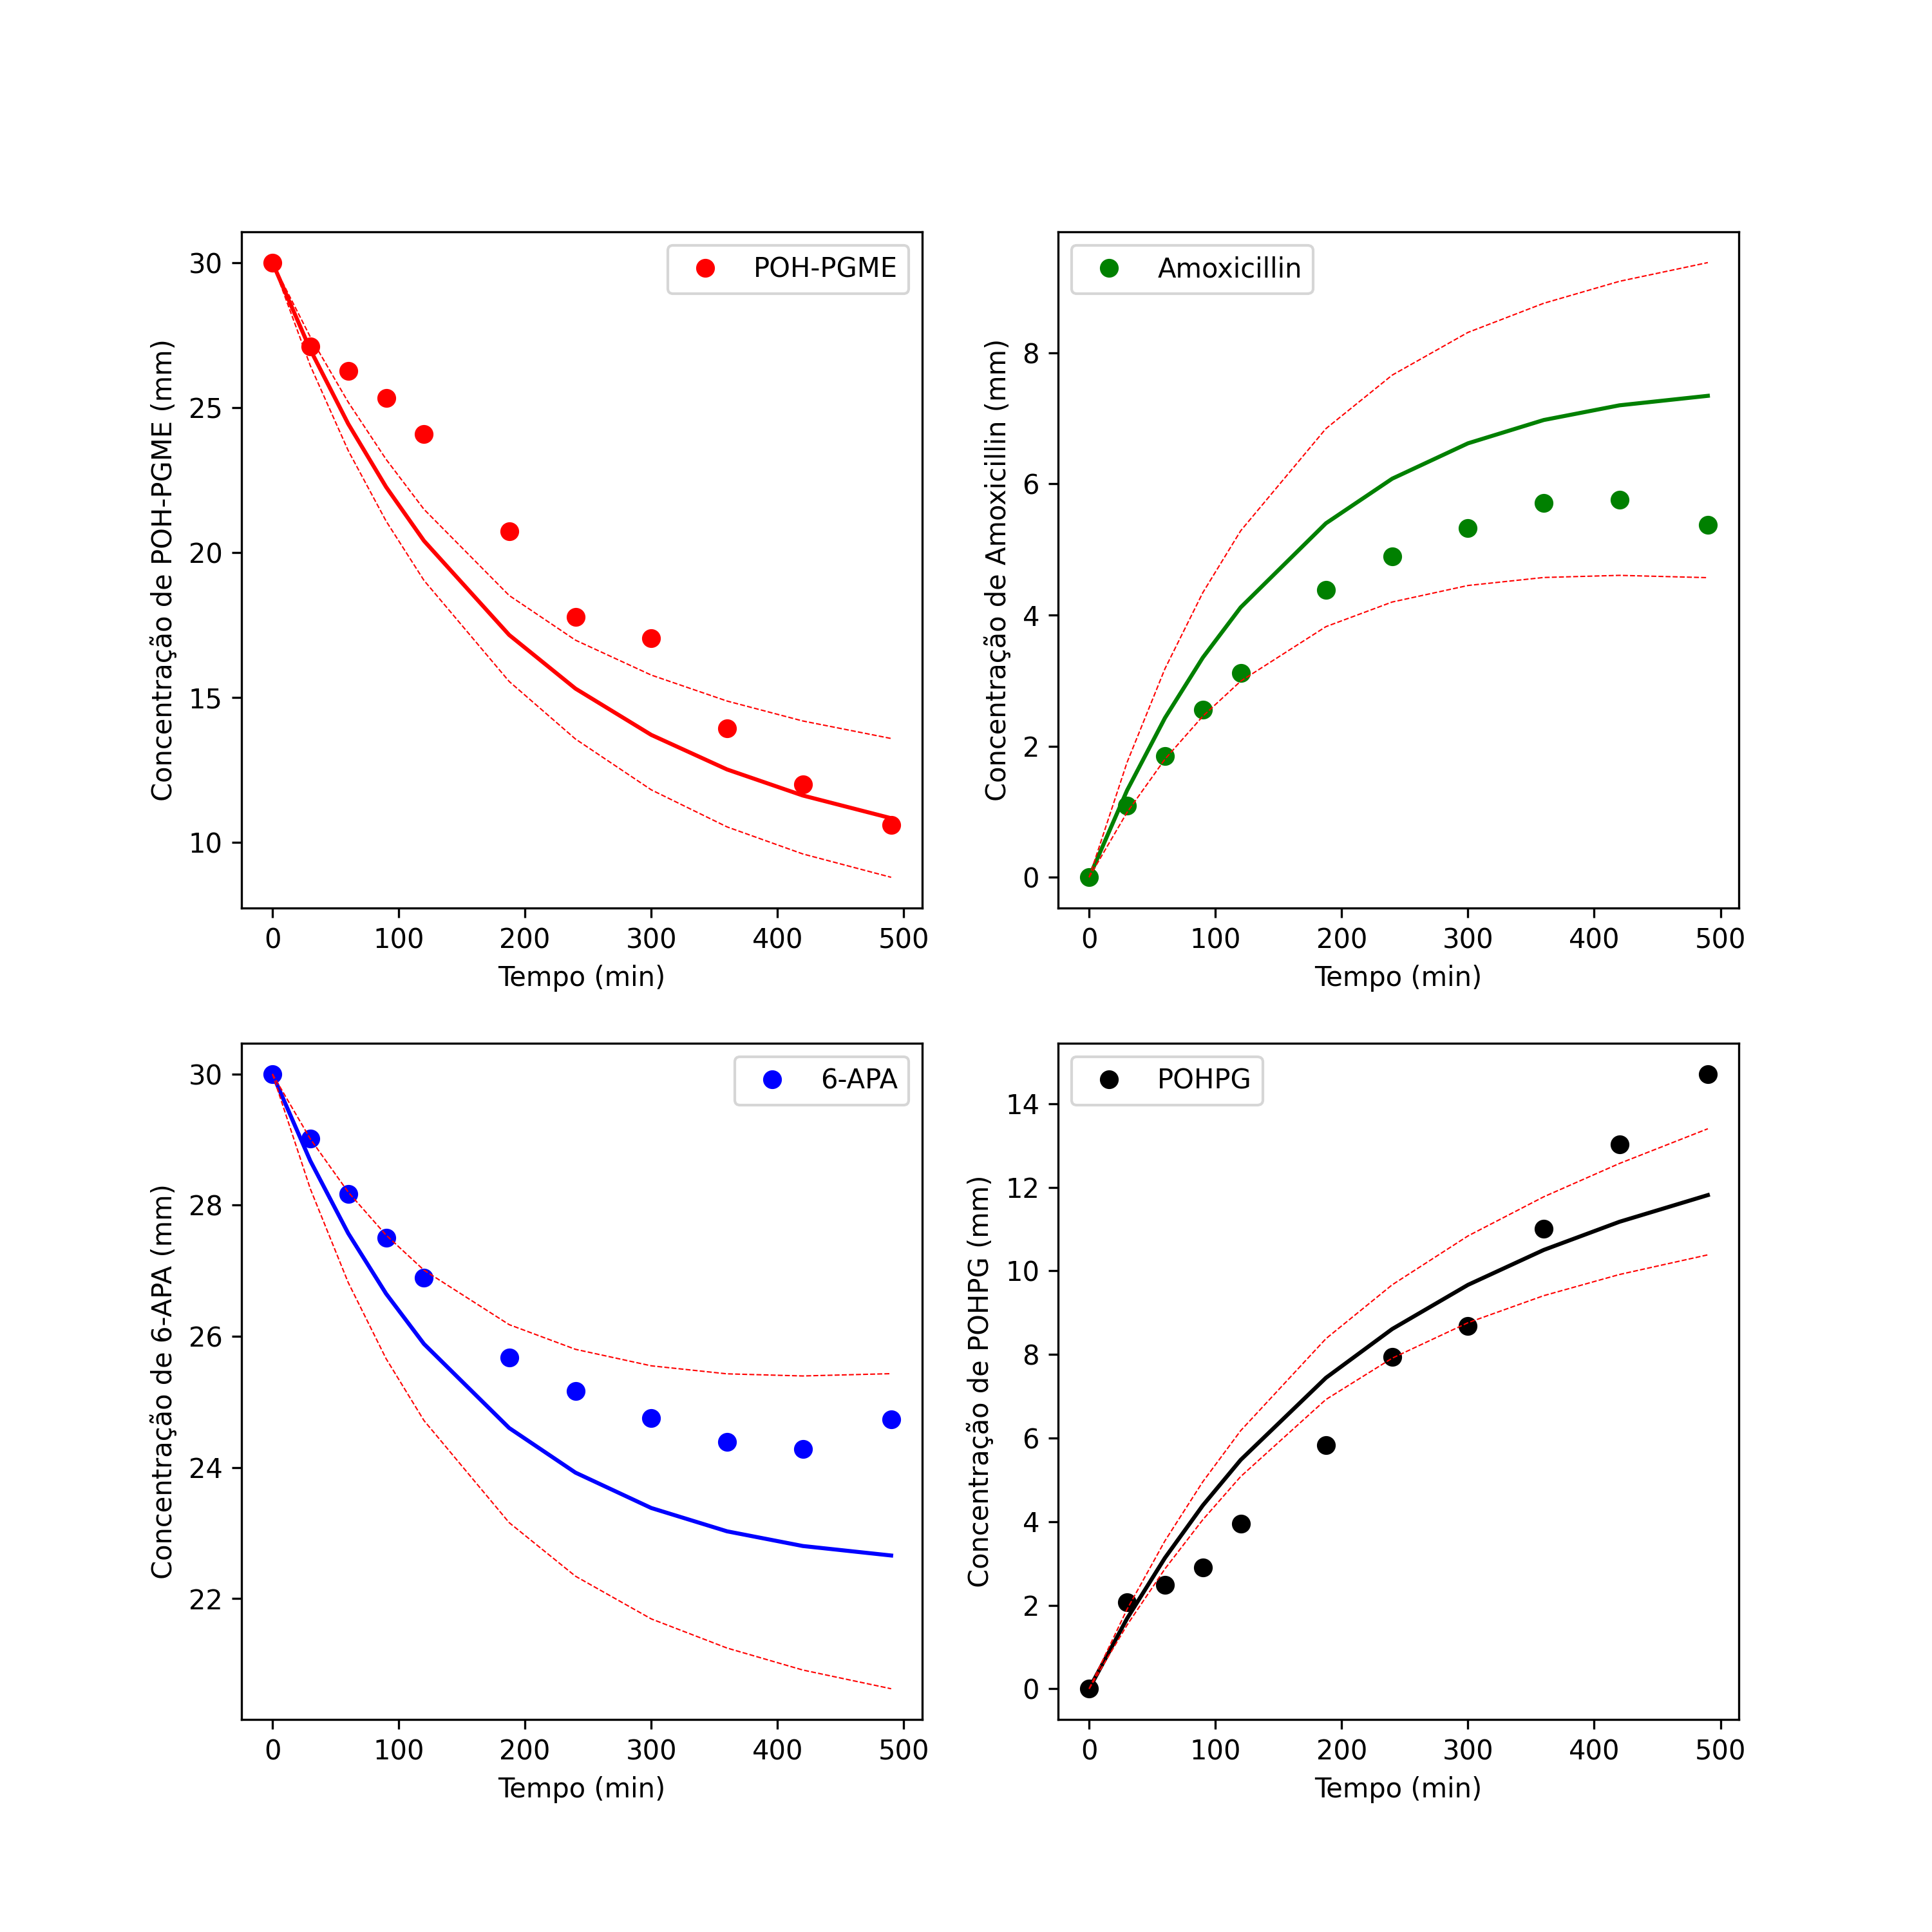 POH-PGME
30
25
20
15
10
Concentração de POH-PGME (mm)
0 100 200 300 400 500
Tempo (min)
Amoxicillin
8
6
4
2
0
Concentração de Amoxicillin (mm)
0 100 200 300 400 500
Tempo (min)
6-APA
30
28
26
24
22
Concentração de 6-APA (mm)
0 100 200 300 400 500
Tempo (min)
POHPG
14
12
10
8
6
4
2
0
Concentração de POHPG (mm)
0 100 200 300 400 500
Tempo (min)